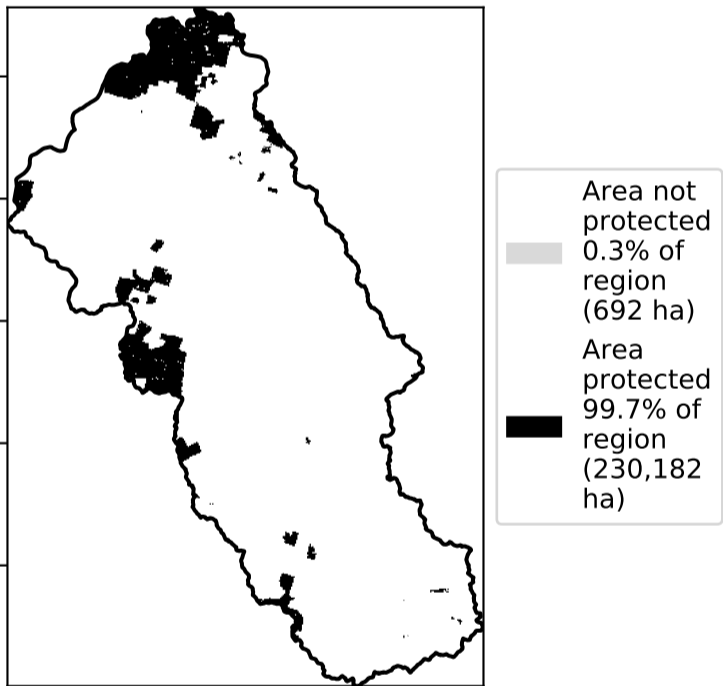 Area not
protected
0.3% of
region
(692 ha)
Area
protected
99.7% of
region
(230,182
ha)